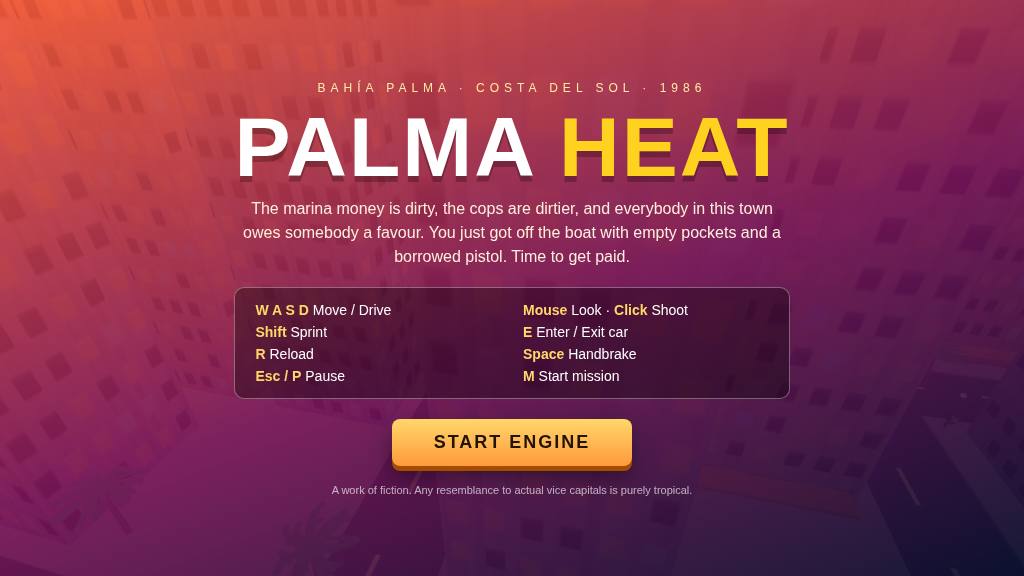 BAHÍA PALMA · COSTA DEL SOL · 1986
PALMA HEAT
The marina money is dirty, the cops are dirtier, and everybody in this town
owes somebody a favour. You just got off the boat with empty pockets and a
borrowed pistol. Time to get paid.
W A S D Move / Drive
Mouse Look · Click Shoot
Shift Sprint
E Enter / Exit car
R Reload
Space Handbrake
Esc / P Pause
M Start mission
START ENGINE
A work of fiction. Any resemblance to actual vice capitals is purely tropical.